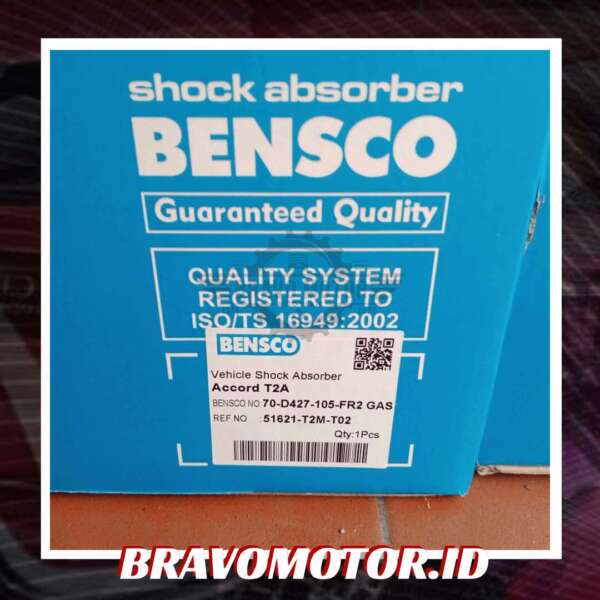 shock absorber
BENSCO
Guaranteed Quality
QUALITY SYSTEM
REGISTERED TO
ISO/TS 16949:2002
BENSCO
Vehicle Shock Absorber
Accord T2A
BENSCO NO: 70-D427-105-FR2 GAS
REF NO : 51621-T2M-T02
Qty:1Pcs
BRAVOMOTOR.ID